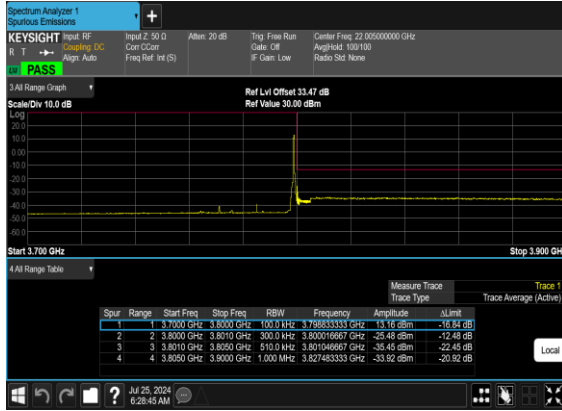 Spectrum Analyzer 1
Spurious Emissions
+
KEYSIGHT Input: RF Input Z: 50 Ω Atten: 20 dB Trig: Free Run Center Freq: 22.005000000 GHz
R T Coupling: DC Corr CCorr Gate: Off Avg|Hold: 100/100
Align: Auto Freq Ref: Int (S) IF Gain: Low Radio Std: None
PASS
3 All Range Graph
Ref Lvl Offset 33.47 dB
Scale/Div 10.0 dB Ref Value 30.00 dBm
Log
20.0
10.0
0.00
-10.0
-20.0
-30.0
-40.0
-50.0
-60.0
Start 3.700 GHz Stop 3.900 GH
4 All Range Table
Measure Trace Trace 1
Trace Type Trace Average (Active)
Spur Range Start Freq Stop Freq RBW Frequency Amplitude ΔLimit
1 1 3.7000 GHz 3.8000 GHz 100.0 kHz 3.798833333 GHz 13.16 dBm -16.84 dB
2 2 3.8000 GHz 3.8010 GHz 300.0 kHz 3.800016667 GHz -25.48 dBm -12.48 dB
3 3 3.8010 GHz 3.8050 GHz 510.0 kHz 3.801046667 GHz -35.45 dBm -22.45 dB
4 4 3.8050 GHz 3.9000 GHz 1.000 MHz 3.827483333 GHz -33.92 dBm -20.92 dB
Local
? Jul 25, 2024
6:28:45 AM